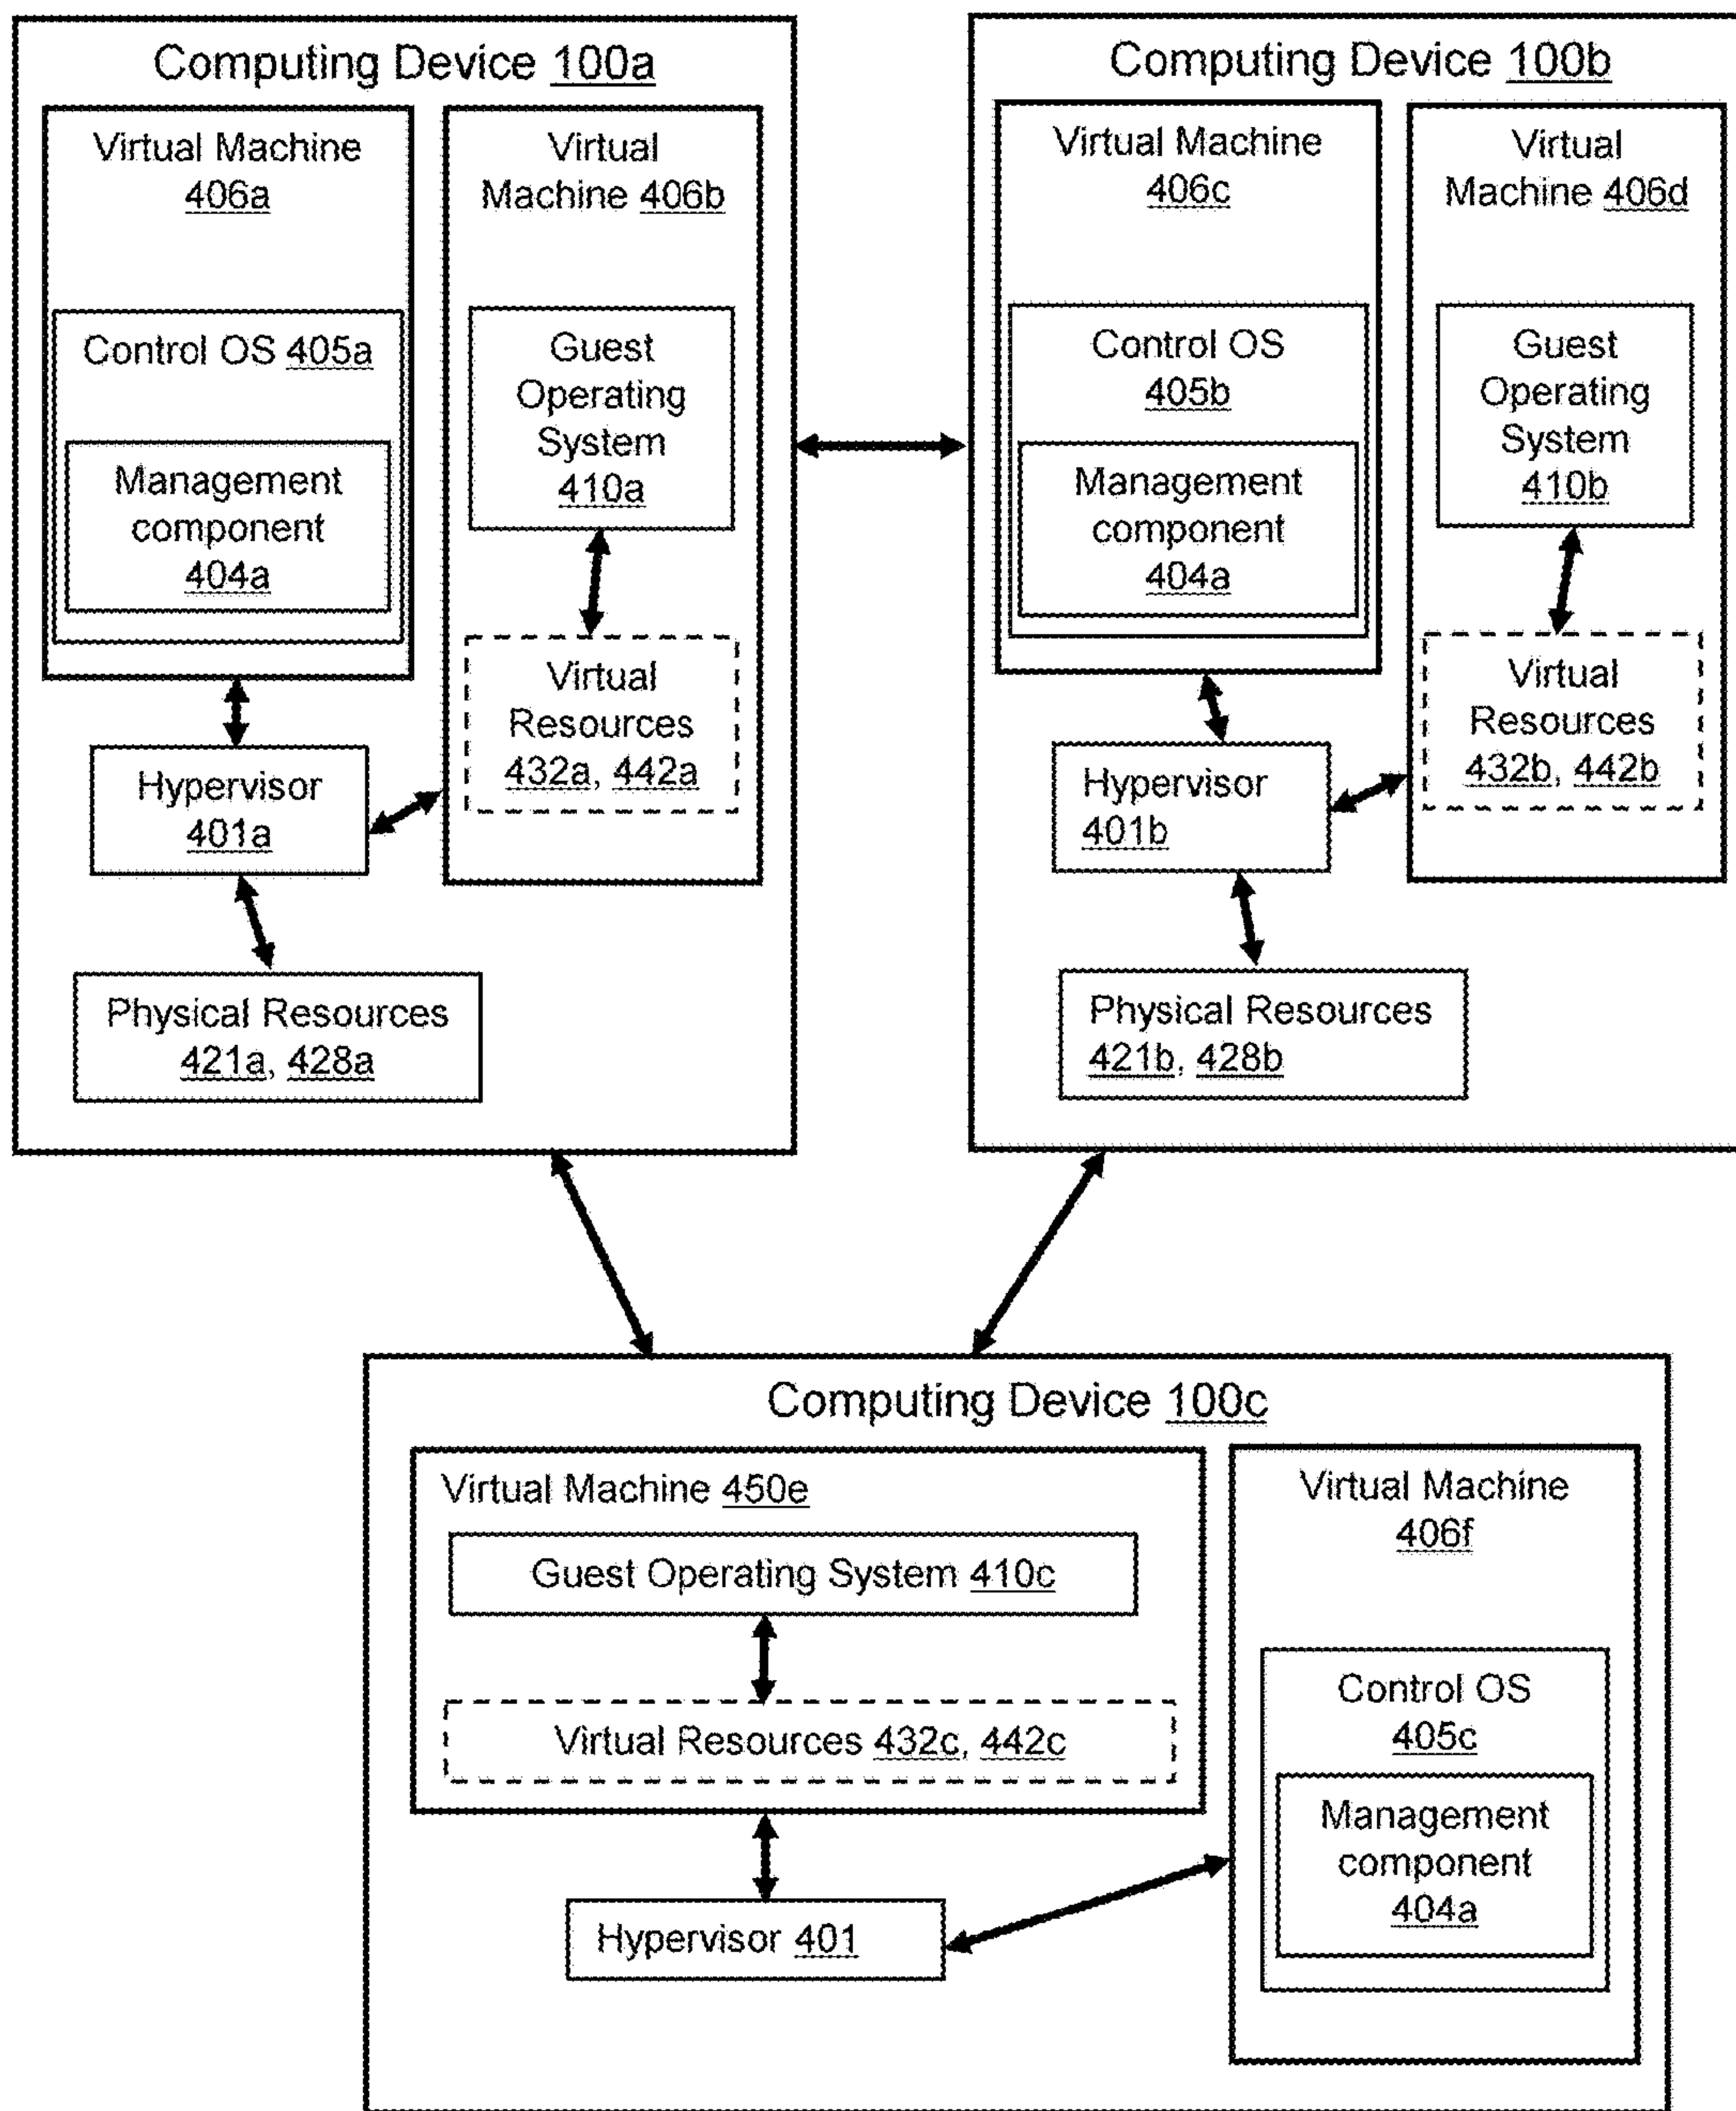 Computing Device 100a
Virtual Machine
406a
Control OS 405a
Management
component
404a
Virtual
Machine 406b
Guest
Operating
System
410a
Virtual
Resources
432a, 442a
Hypervisor
401a
Physical Resources
421a, 428a
Computing Device 100b
Virtual Machine
406c
Control OS
405b
Management
component
404a
Virtual
Machine 406d
Guest
Operating
System
410b
Virtual
Resources
432b, 442b
Hypervisor
401b
Physical Resources
421b, 428b
Computing Device 100c
Virtual Machine 450e
Guest Operating System 410c
Virtual Resources 432c, 442c
Hypervisor 401
Virtual Machine
406f
Control OS
405c
Management
component
404a